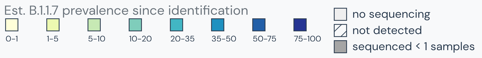 Est. B.1.1.7 prevalence since identification
0-1 1-5 5-10 10-20 20-35 35-50 50-75 75-100
no sequencing
not detected
sequenced < 1 samples